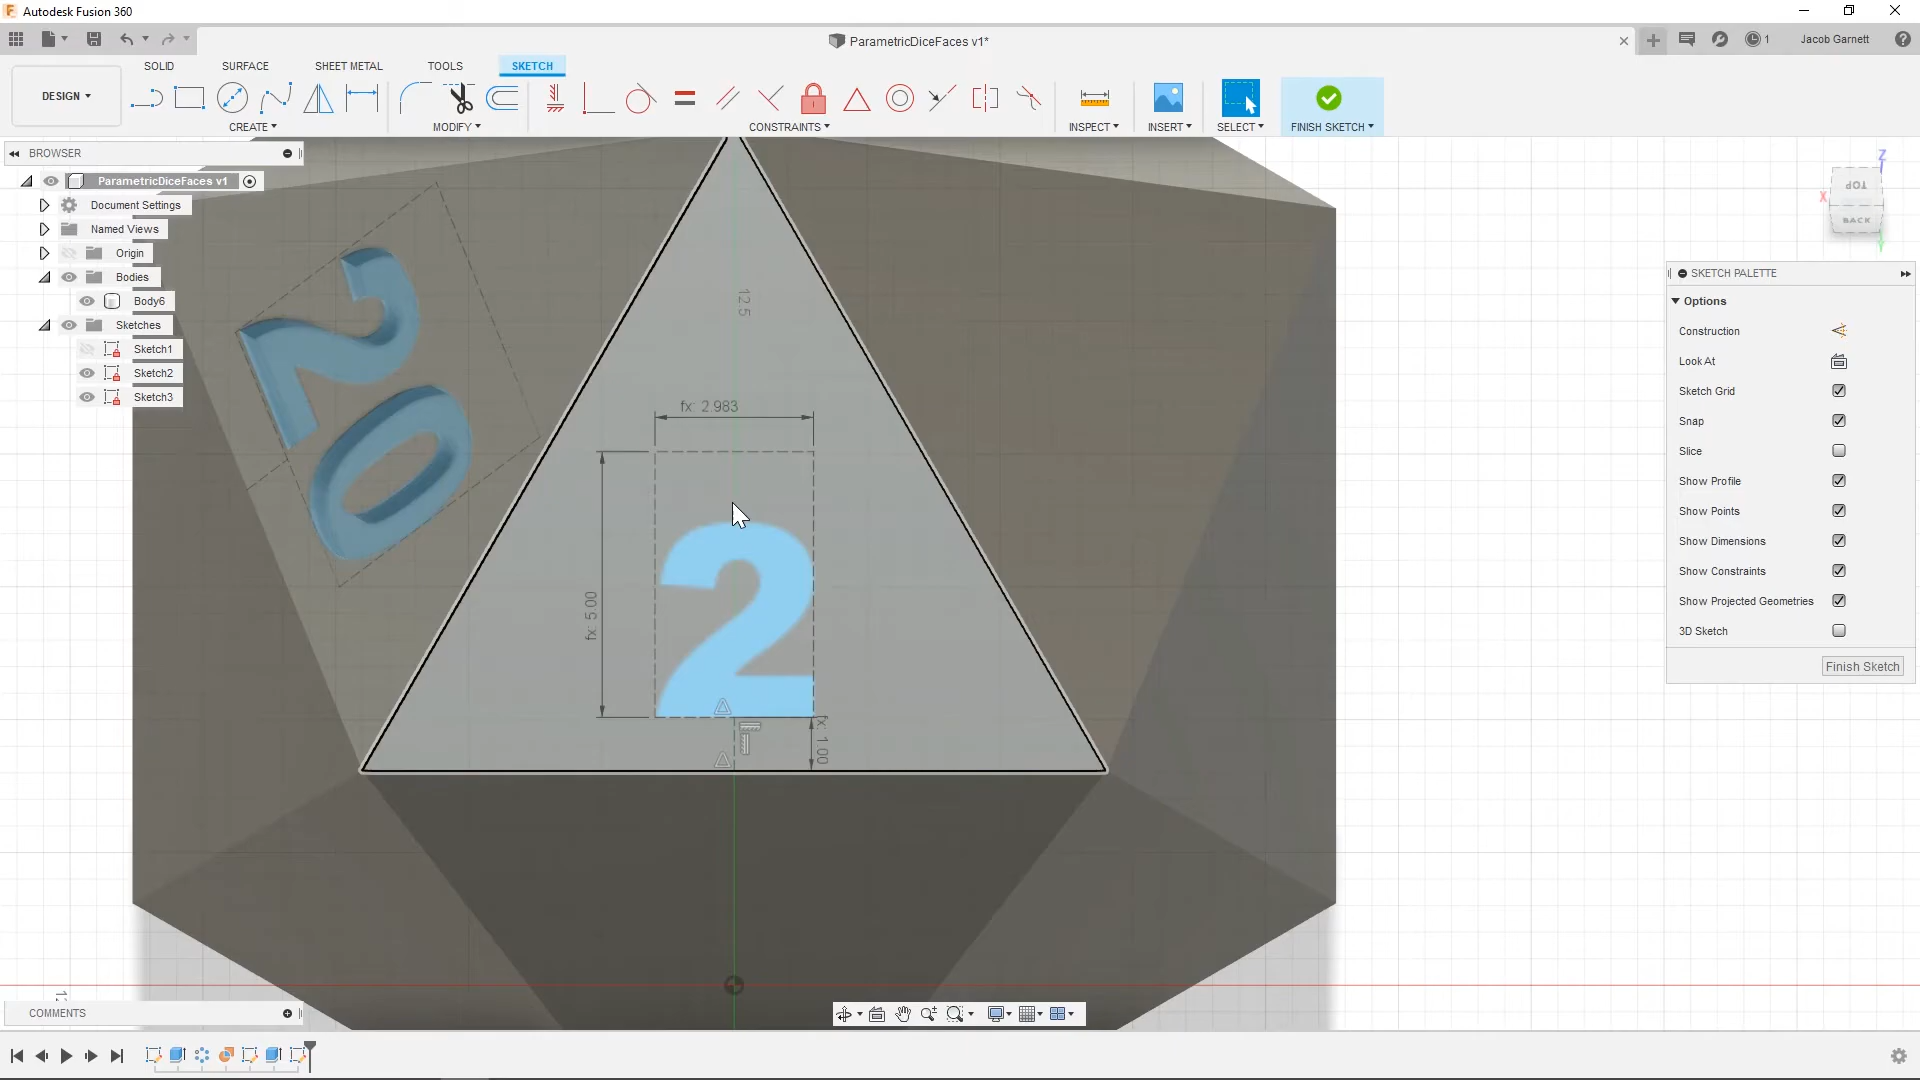 Autodesk Fusion 360
ParametricDiceFaces v1*
1
Jacob Garnett
SOLID
SURFACE
SHEET METAL
TOOLS
SKETCH
DESIGN
CREATE
MODIFY
CONSTRAINTS
INSPECT
INSERT
SELECT
FINISH SKETCH
BROWSER
ParametricDiceFaces v1
Document Settings
Named Views
Origin
Bodies
Body6
Sketches
Sketch1
Sketch2
Sketch3
20
12.5
fx: 2.983
fx: 5.00
2
fx: 1.00
Z
X
TOP
BACK
SKETCH PALETTE
Options
Construction
Look At
Sketch Grid
Snap
Slice
Show Profile
Show Points
Show Dimensions
Show Constraints
Show Projected Geometries
3D Sketch
Finish Sketch
COMMENTS